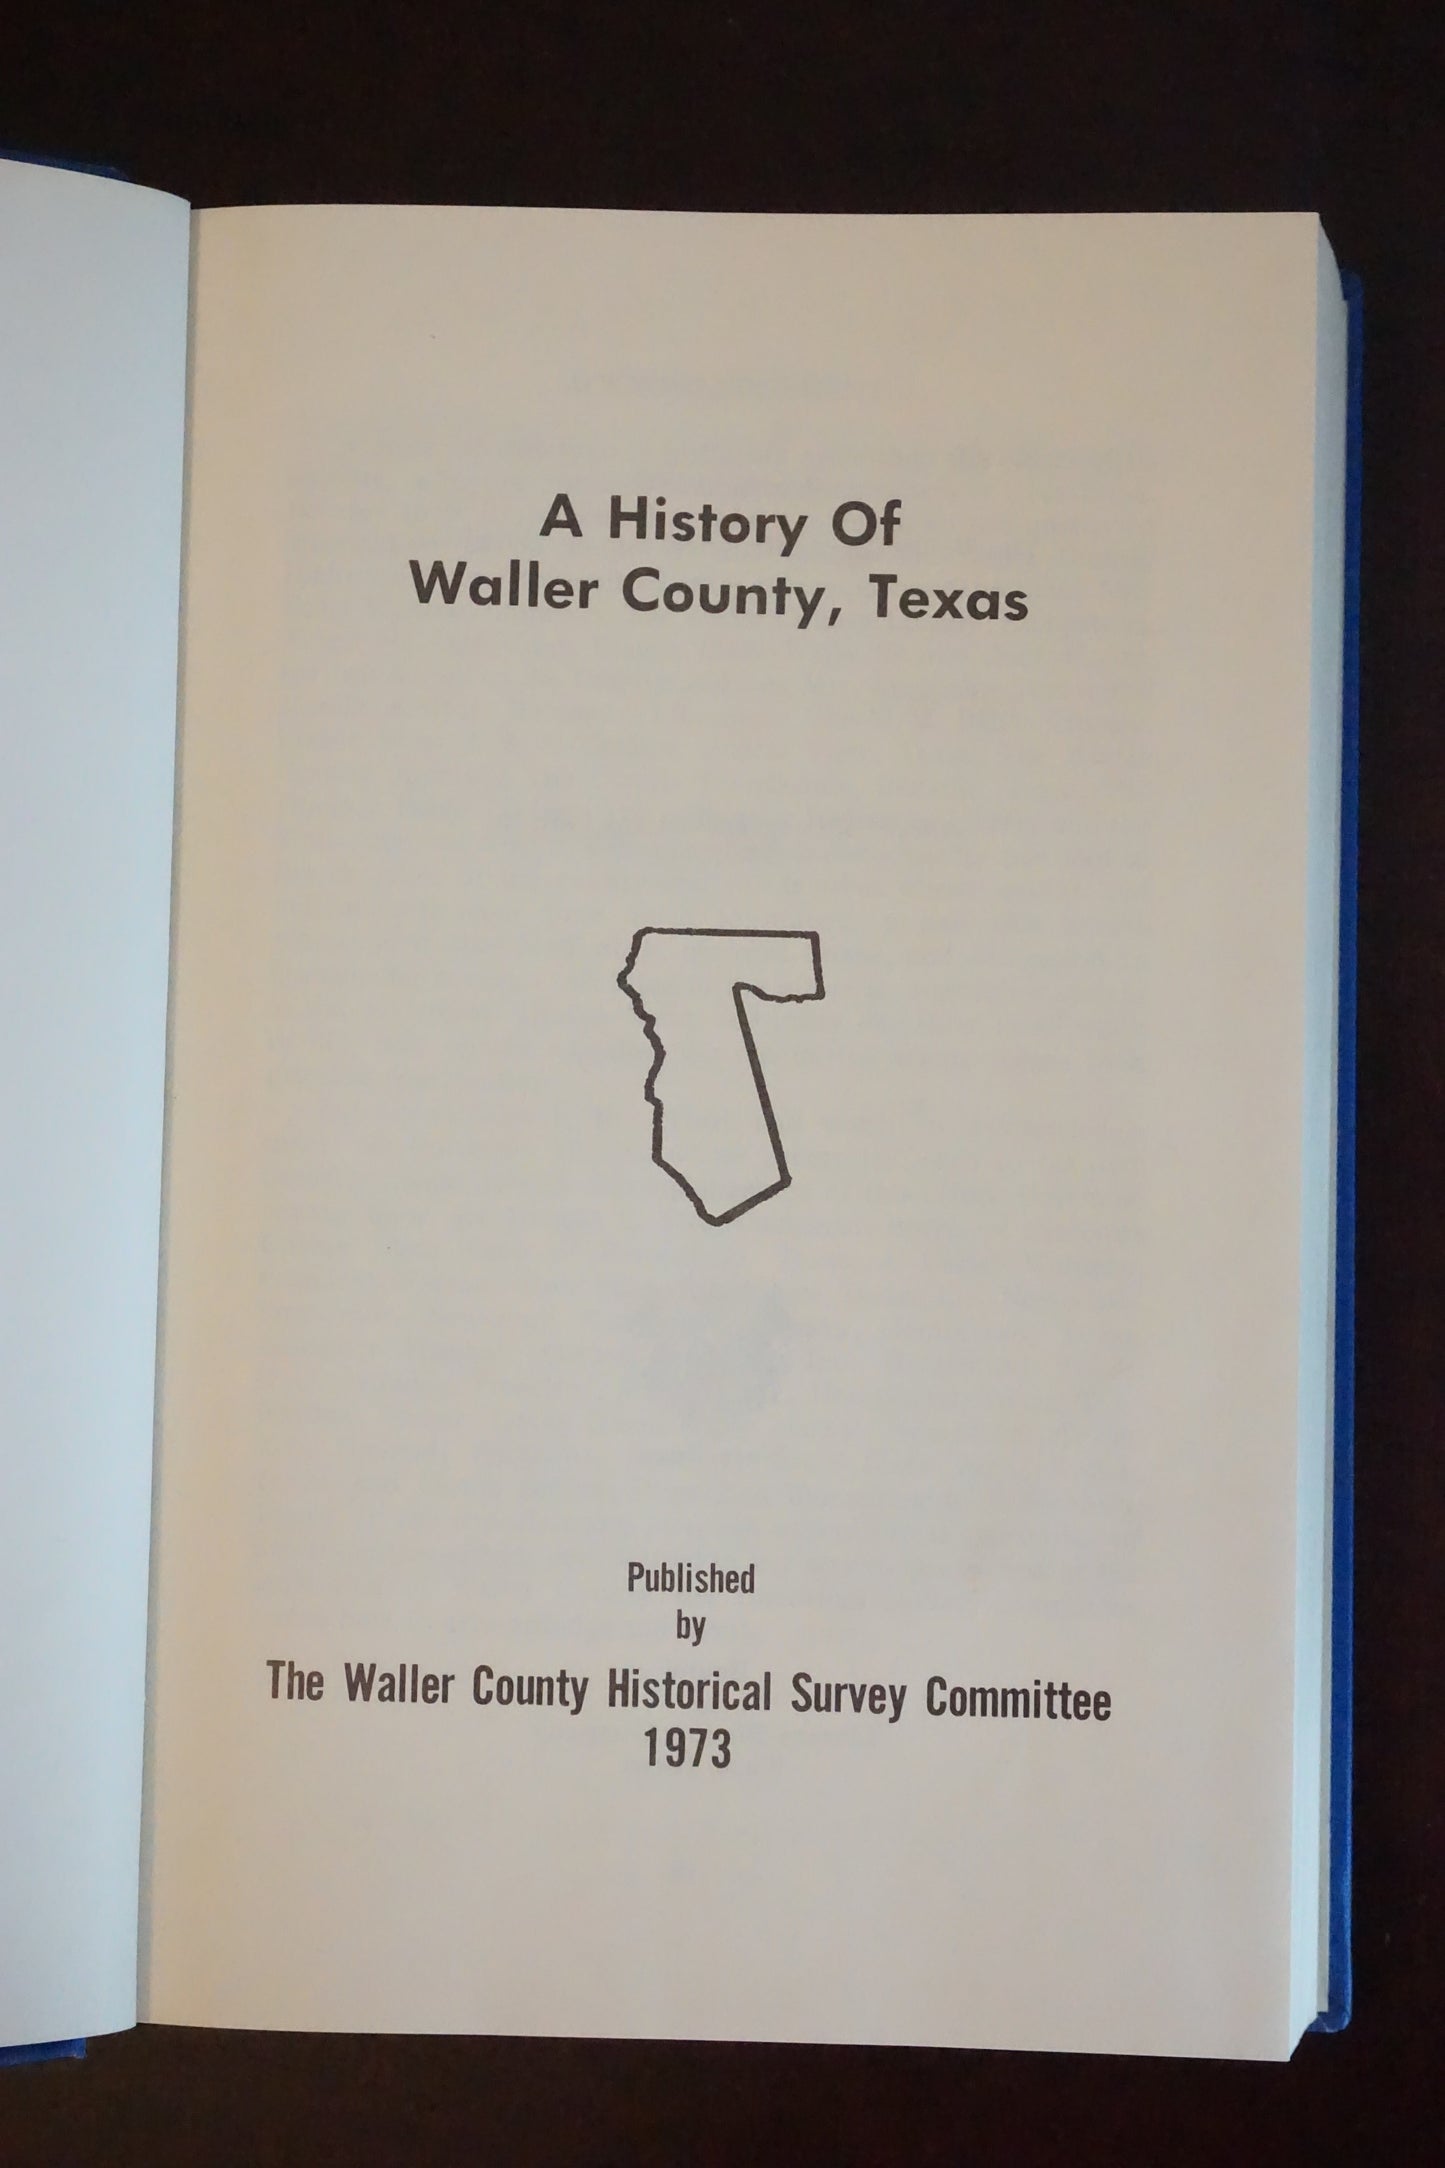 A History Of
Waller County, Texas
Published
by
The Waller County Historical Survey Committee
1973